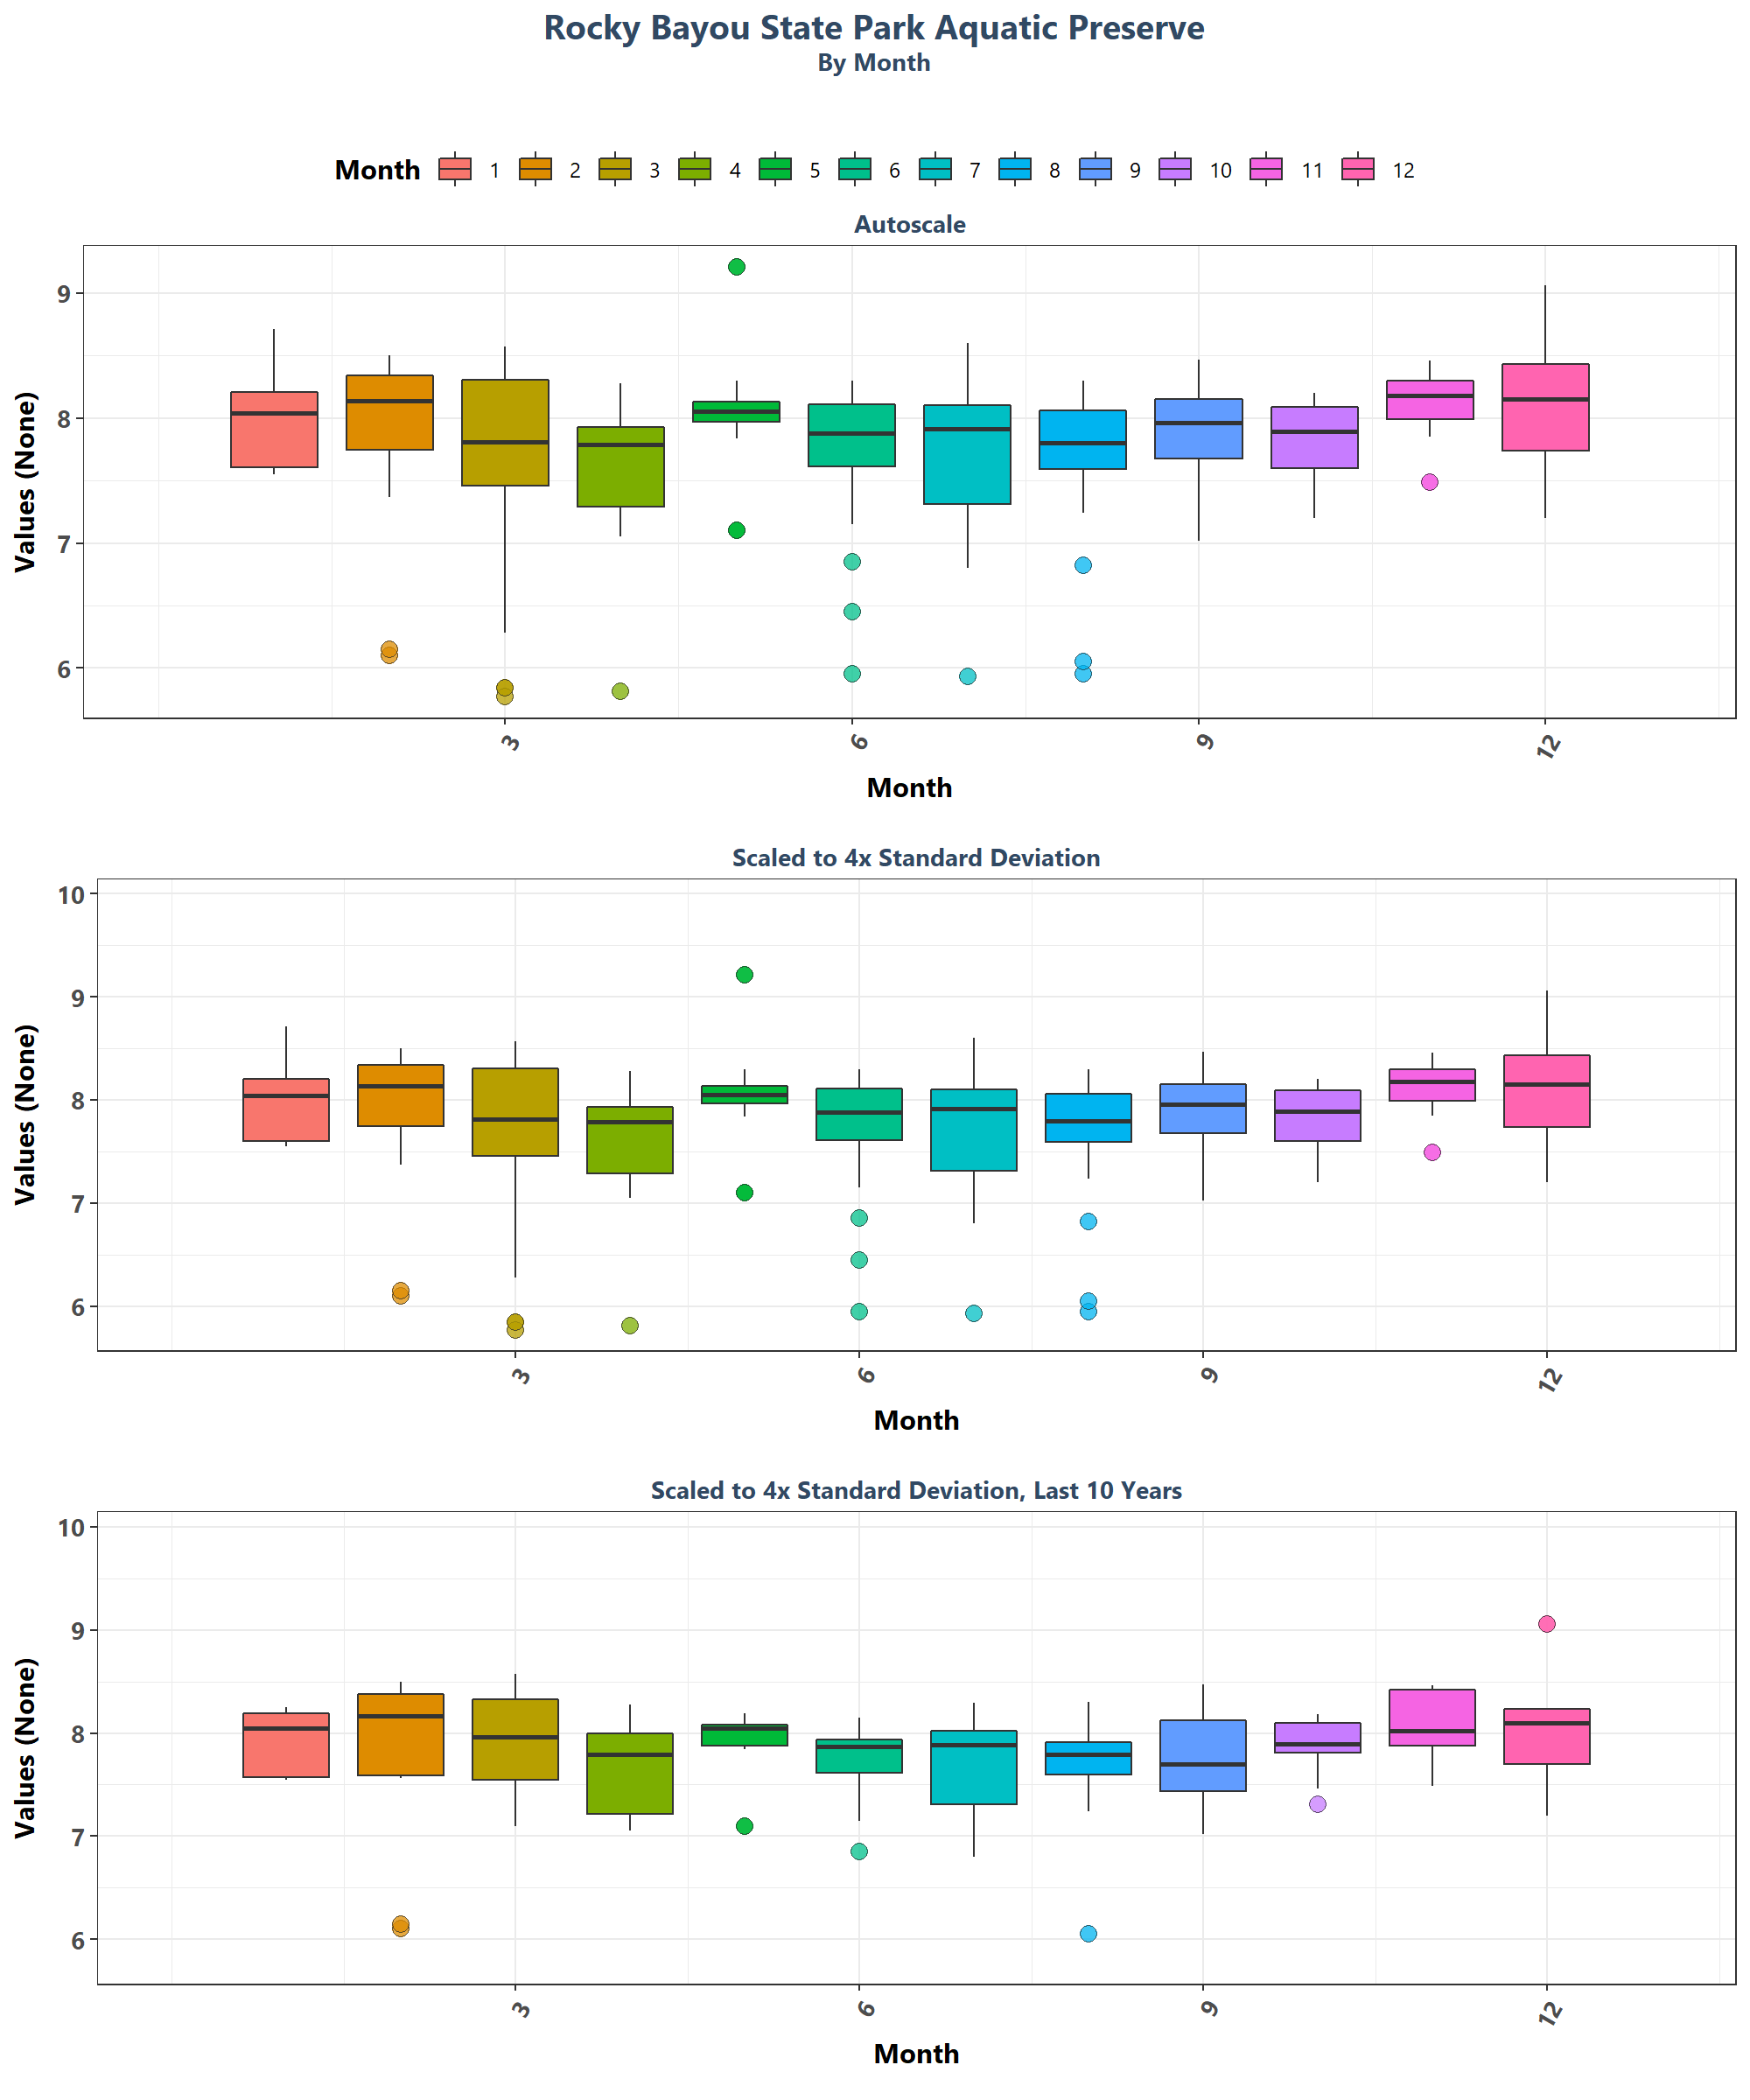 Rocky Bayou State Park Aquatic Preserve
By Month
Month 1 2 3 4 5 6 7 8 9 10 11 12
Autoscale
Values (None)
9
8
7
6
3 6 9 12
Month
Scaled to 4x Standard Deviation
Values (None)
10
9
8
7
6
3 6 9 12
Month
Scaled to 4x Standard Deviation, Last 10 Years
Values (None)
10
9
8
7
6
3 6 9 12
Month